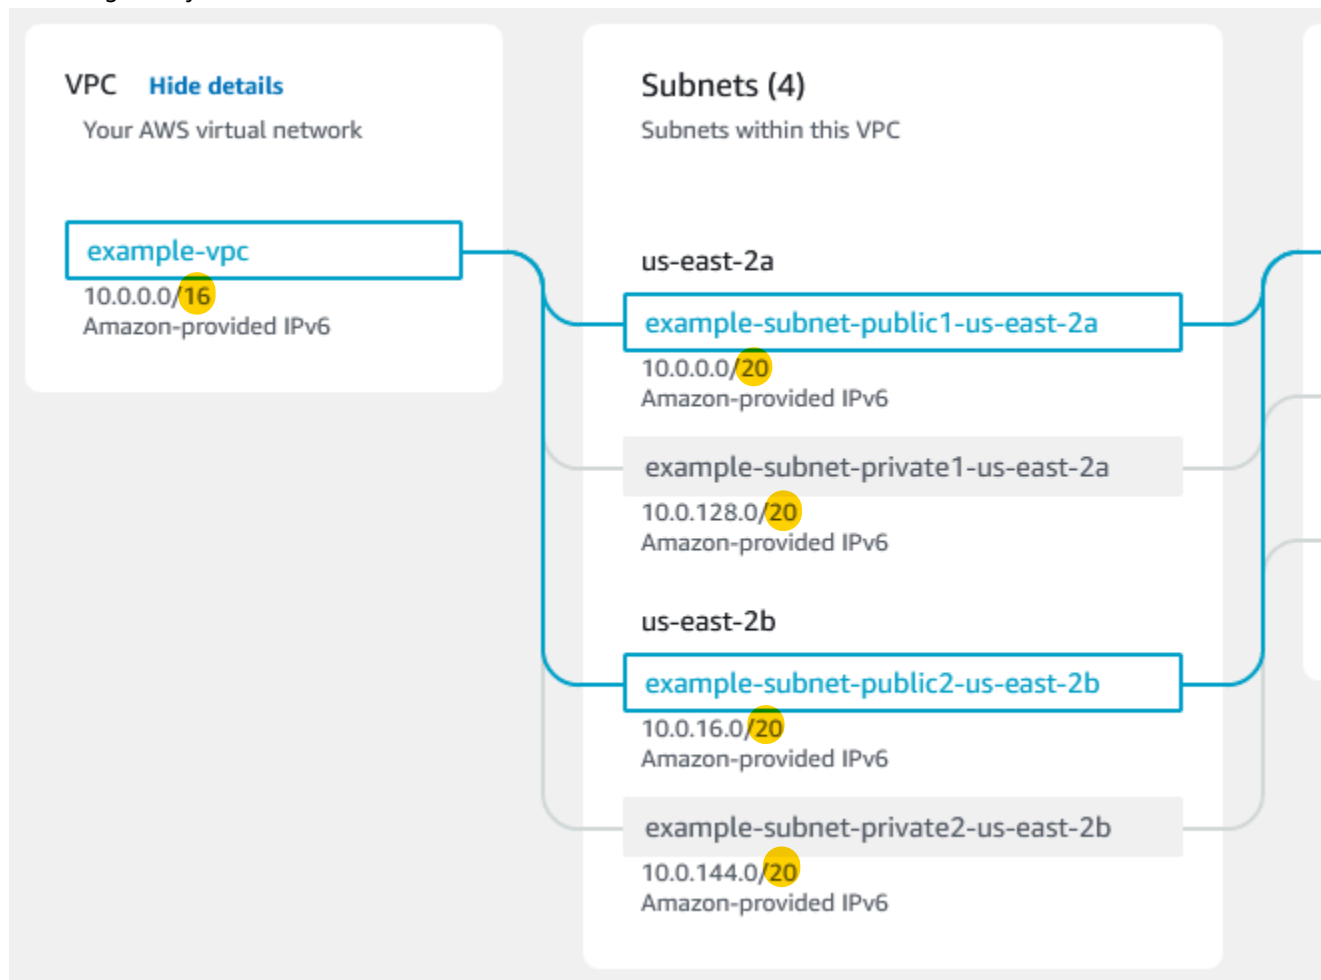 VPC Hide details
Your AWS virtual network
example-vpc
10.0.0.0/16
Amazon-provided IPv6
Subnets (4)
Subnets within this VPC
us-east-2a
example-subnet-public1-us-east-2a
10.0.0.0/20
Amazon-provided IPv6
example-subnet-private1-us-east-2a
10.0.128.0/20
Amazon-provided IPv6
us-east-2b
example-subnet-public2-us-east-2b
10.0.16.0/20
Amazon-provided IPv6
example-subnet-private2-us-east-2b
10.0.144.0/20
Amazon-provided IPv6